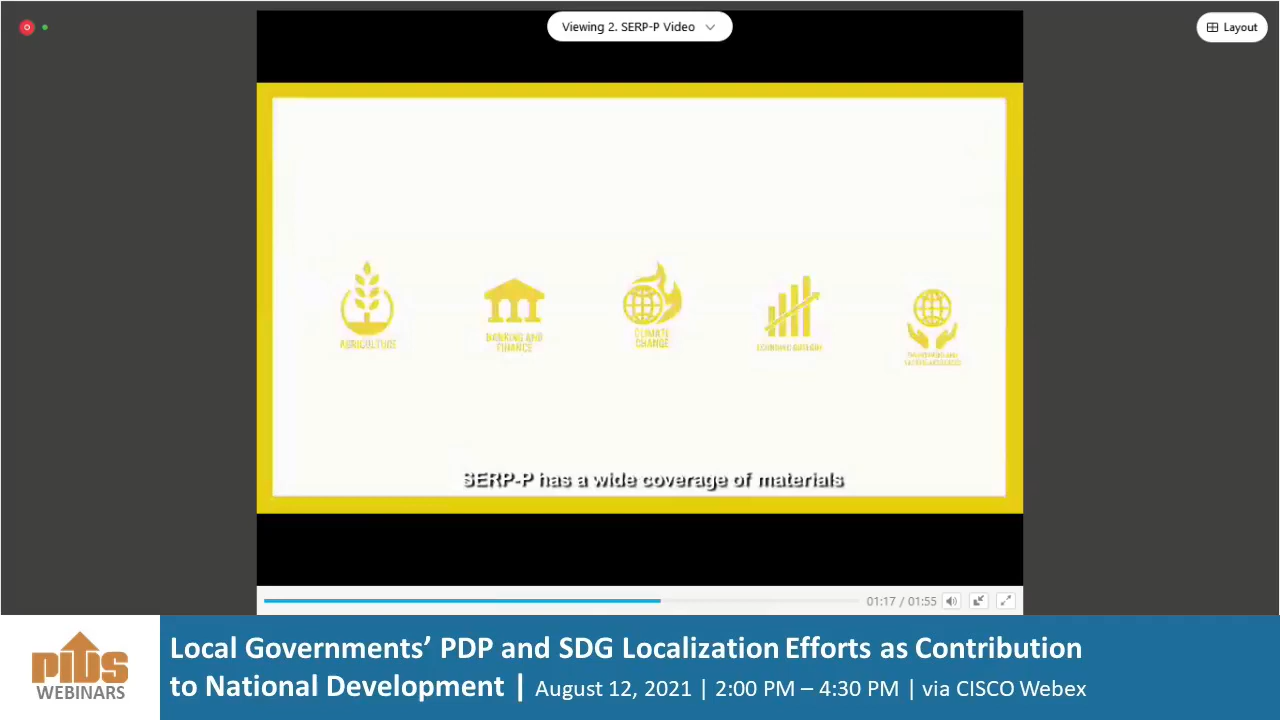 Viewing 2. SERP-P Video
Layout
AGRICULTURE
BANKING AND
FINANCE
CLIMATE
CHANGE
SERP-P has a wide coverage of materials
01:17 / 01:55
PIDS
WEBINARS
Local Governments’ PDP and SDG Localization Efforts as Contribution
to National Development | August 12, 2021 | 2:00 PM – 4:30 PM | via CISCO Webex